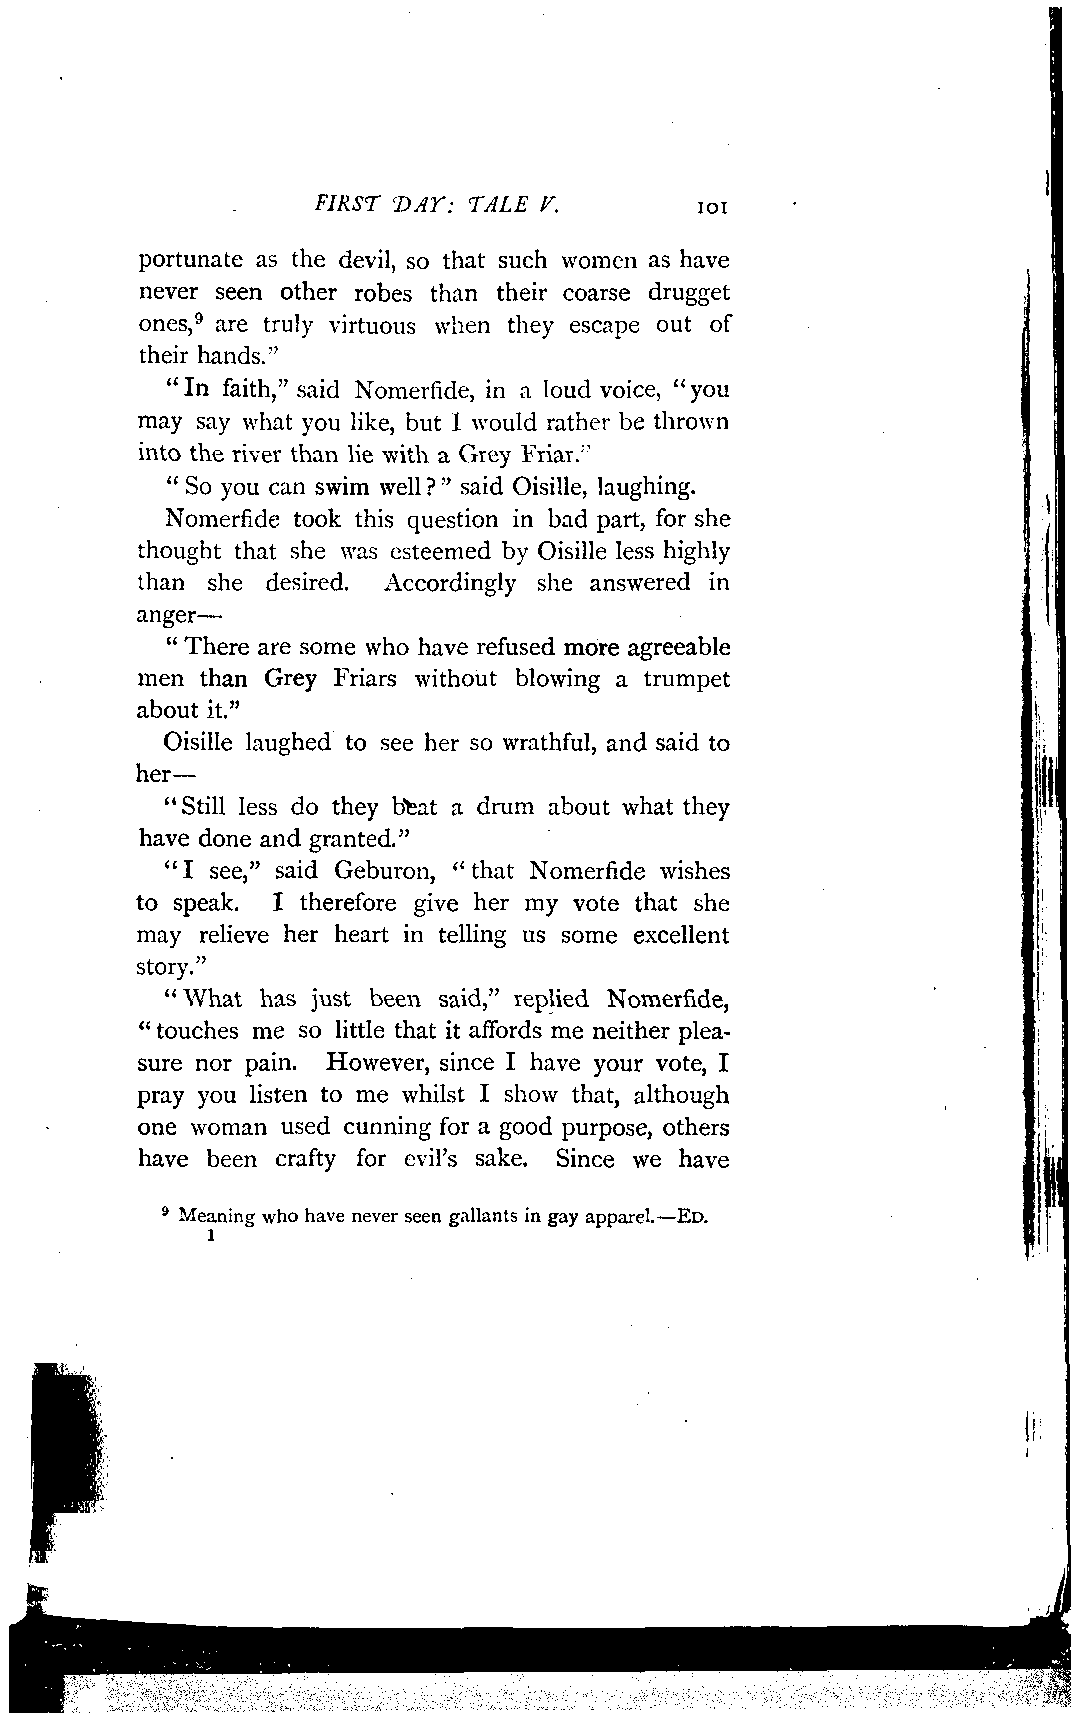 FIRST DAY: TALE V. 101
portunate as the devil, so that such women as have
never seen other robes than their coarse drugget
ones,⁹ are truly virtuous when they escape out of
their hands."
"In faith," said Nomerfide, in a loud voice, "you
may say what you like, but I would rather be thrown
into the river than lie with a Grey Friar."
"So you can swim well?" said Oisille, laughing.
Nomerfide took this question in bad part, for she
thought that she was esteemed by Oisille less highly
than she desired. Accordingly she answered in
anger—
"There are some who have refused more agreeable
men than Grey Friars without blowing a trumpet
about it."
Oisille laughed to see her so wrathful, and said to
her—
"Still less do they beat a drum about what they
have done and granted."
"I see," said Geburon, "that Nomerfide wishes
to speak. I therefore give her my vote that she
may relieve her heart in telling us some excellent
story."
"What has just been said," replied Nomerfide,
"touches me so little that it affords me neither plea-
sure nor pain. However, since I have your vote, I
pray you listen to me whilst I show that, although
one woman used cunning for a good purpose, others
have been crafty for evil's sake. Since we have
⁹ Meaning who have never seen gallants in gay apparel.—ED.
1